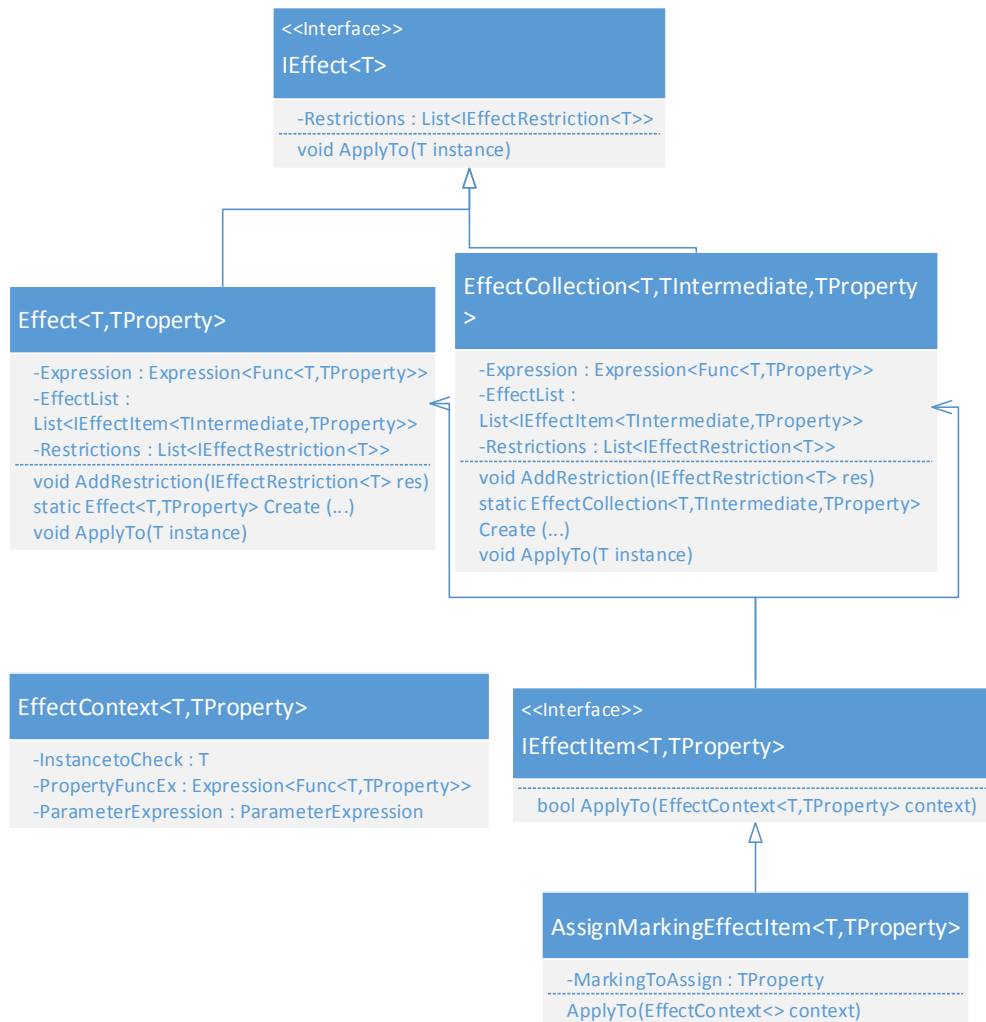 <<Interface>>
IEffect<T>
-Restrictions : List<IEffectRestriction<T>>
void ApplyTo(T instance)
Effect<T,TProperty>
-Expression : Expression<Func<T,TProperty>>
-EffectList :
List<IEffectItem<TIntermediate,TProperty>>
-Restrictions : List<IEffectRestriction<T>>
void AddRestriction(IEffectRestriction<T> res)
static Effect<T,TProperty> Create (...)
void ApplyTo(T instance)
EffectCollection<T,TIntermediate,TProperty
>
-Expression : Expression<Func<T,TProperty>>
-EffectList :
List<IEffectItem<TIntermediate,TProperty>>
-Restrictions : List<IEffectRestriction<T>>
void AddRestriction(IEffectRestriction<T> res)
static EffectCollection<T,TIntermediate,TProperty>
Create (...)
void ApplyTo(T instance)
EffectContext<T,TProperty>
-InstancetoCheck : T
-PropertyFuncEx : Expression<Func<T,TProperty>>
-ParameterExpression : ParameterExpression
<<Interface>>
IEffectItem<T,TProperty>
bool ApplyTo(EffectContext<T,TProperty> context)
AssignMarkingEffectItem<T,TProperty>
-MarkingToAssign : TProperty
ApplyTo(EffectContext<> context)